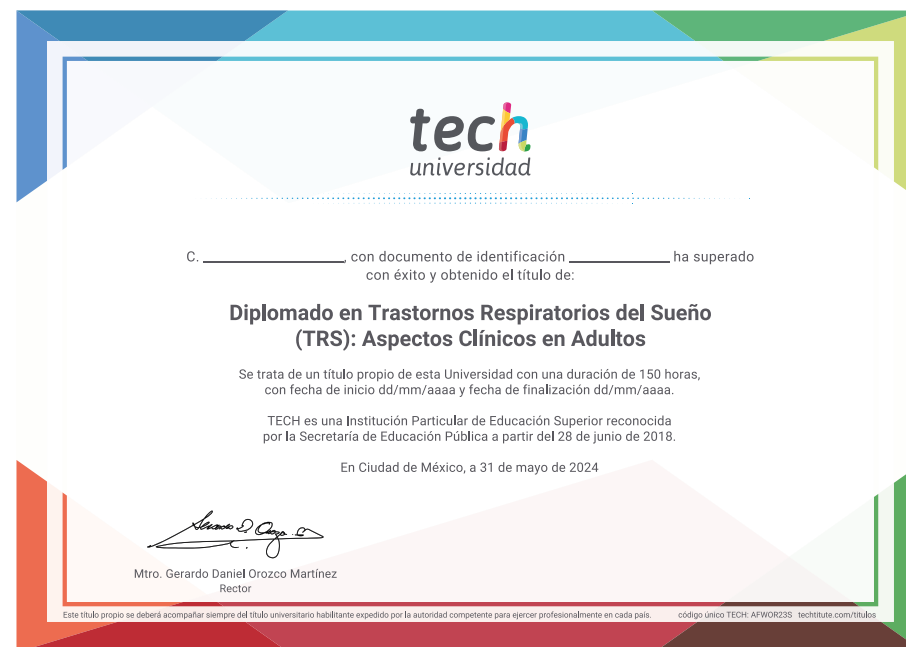 tech
universidad
C. ____________________, con documento de identificación ______________ ha superado
con éxito y obtenido el título de:
Diplomado en Trastornos Respiratorios del Sueño
(TRS): Aspectos Clínicos en Adultos
Se trata de un título propio de esta Universidad con una duración de 150 horas,
con fecha de inicio dd/mm/aaaa y fecha de finalización dd/mm/aaaa.
TECH es una Institución Particular de Educación Superior reconocida
por la Secretaría de Educación Pública a partir del 28 de junio de 2018.
En Ciudad de México, a 31 de mayo de 2024
Mtro. Gerardo Daniel Orozco Martínez
Rector
Este título propio se deberá acompañar siempre del título universitario habilitante expedido por la autoridad competente para ejercer profesionalmente en cada país. código único TECH: AFWOR23S techtitute.com/titulos